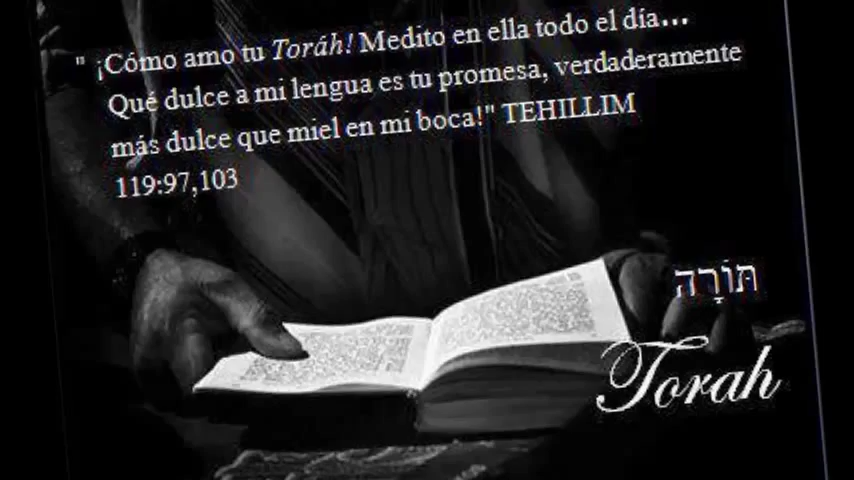 " ¡Cómo amo tu Toráh! Medito en ella todo el día...
Qué dulce a mi lengua es tu promesa, verdaderamente
más dulce que miel en mi boca!" TEHILLIM
119:97,103
תּוֹרָה
Torah